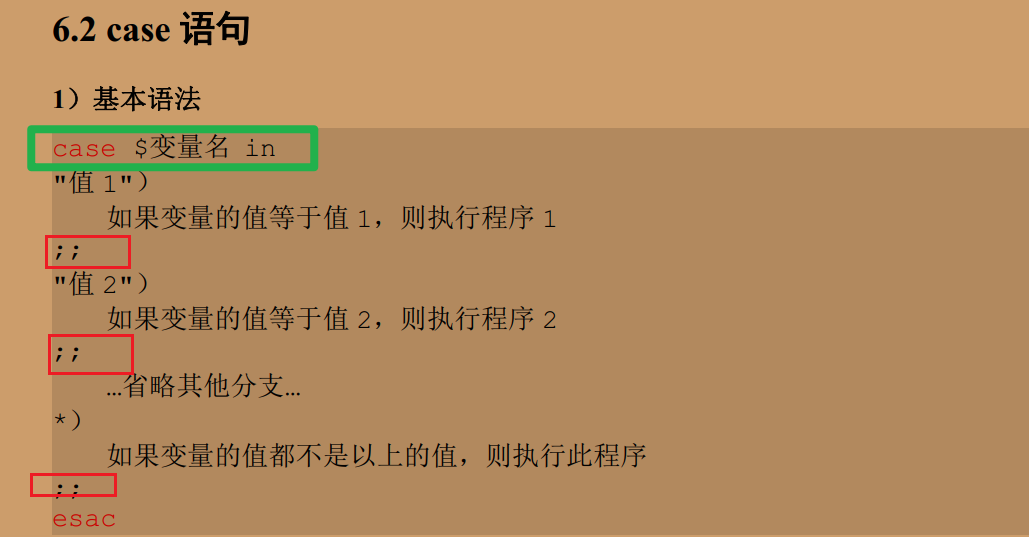 6.2 case 语句
1）基本语法
case $变量名 in
"值 1"）
如果变量的值等于值 1，则执行程序 1
;;
"值 2"）
如果变量的值等于值 2，则执行程序 2
;;
…省略其他分支…
*）
如果变量的值都不是以上的值，则执行此程序
;;
esac